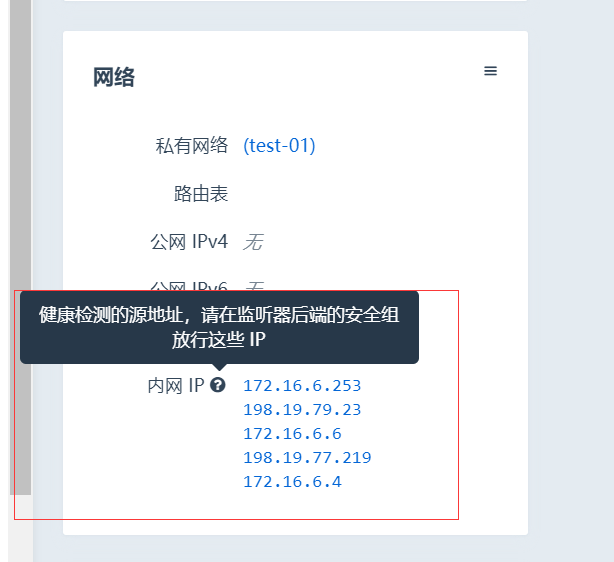 网络
私有网络 (test-01)
路由表
公网 IPv4 无
公网 IPv6 无
健康检测的源地址，请在监听器后端的安全组
放行这些 IP
内网 IP 172.16.6.253
198.19.79.23
172.16.6.6
198.19.77.219
172.16.6.4